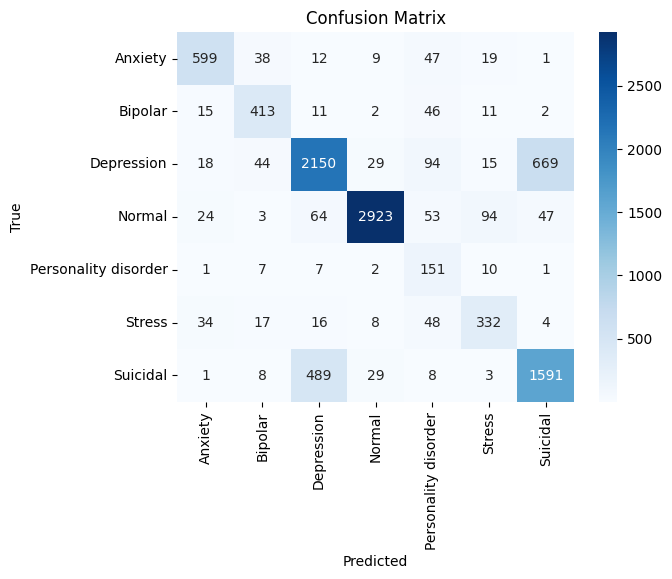 Confusion Matrix
True
Anxiety 599 38 12 9 47 19 1
Bipolar 15 413 11 2 46 11 2
Depression 18 44 2150 29 94 15 669
Normal 24 3 64 2923 53 94 47
Personality disorder 1 7 7 2 151 10 1
Stress 34 17 16 8 48 332 4
Suicidal 1 8 489 29 8 3 1591
Anxiety
Bipolar
Depression
Normal
Personality disorder
Stress
Suicidal
Predicted
2500
2000
1500
1000
500